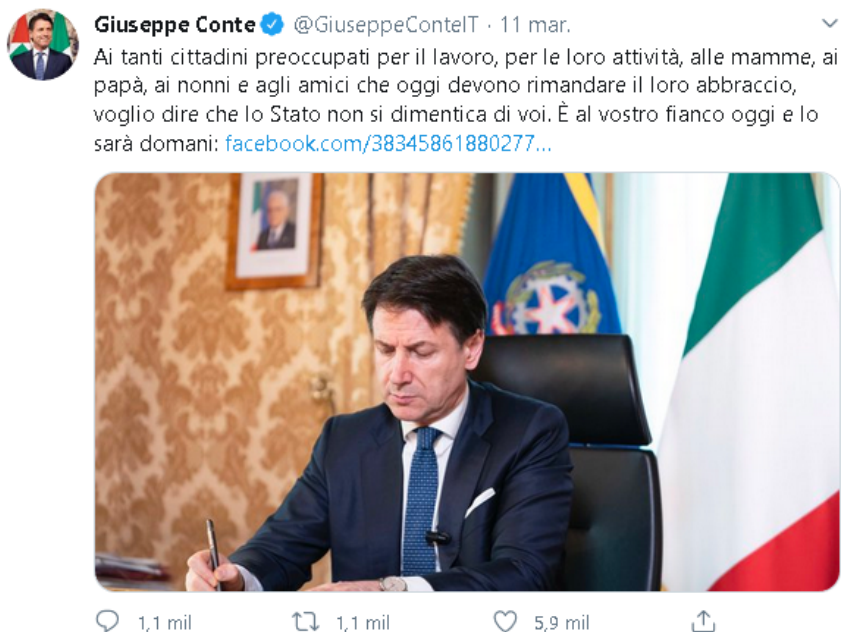 Giuseppe Conte @GiuseppeConteIT · 11 mar.
Ai tanti cittadini preoccupati per il lavoro, per le loro attività, alle mamme, ai
papà, ai nonni e agli amici che oggi devono rimandare il loro abbraccio,
voglio dire che lo Stato non si dimentica di voi. È al vostro fianco oggi e lo
sarà domani: facebook.com/38345861880277...
1,1 mil 1,1 mil 5,9 mil